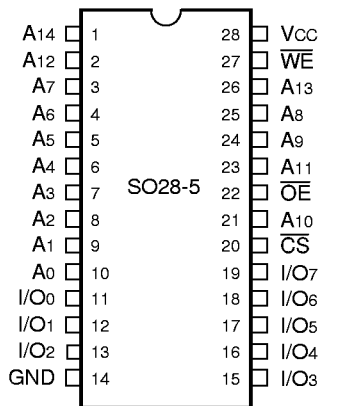 A14 1 28 VCC
A12 2 27 WE
A7 3 26 A13
A6 4 25 A8
A5 5 24 A9
A4 6 23 A11
A3 7 SO28-5 22 OE
A2 8 21 A10
A1 9 20 CS
A0 10 19 I/O7
I/O0 11 18 I/O6
I/O1 12 17 I/O5
I/O2 13 16 I/O4
GND 14 15 I/O3